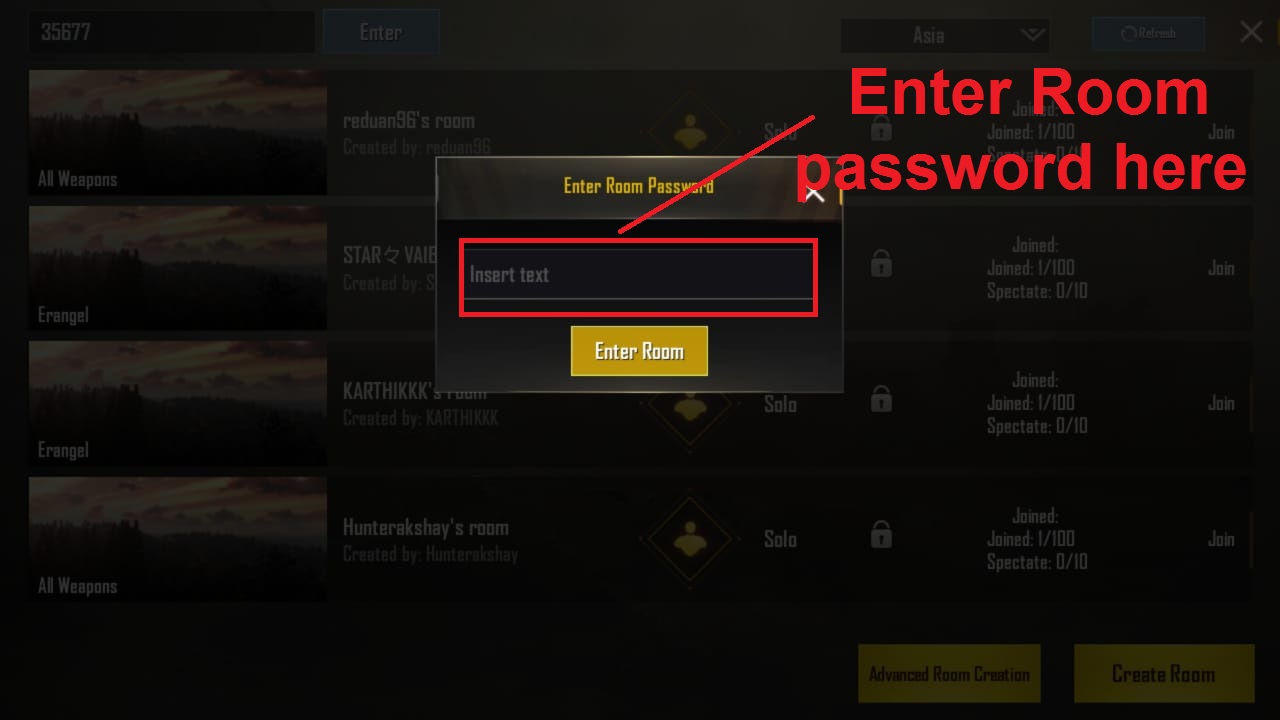 35677
Enter
Asia
Refresh
Enter Room
password here
reduan96's room
Created by: reduan96
All Weapons
Solo
Joined:
Joined: 1/100
Spectate: 0/10
Join
Enter Room Password
Insert text
Enter Room
STAR々 VAIB
Created by: S
Erangel
Joined:
Joined: 1/100
Spectate: 0/10
Join
KARTHIKKK's room
Created by: KARTHIKKK
Erangel
Solo
Joined:
Joined: 1/100
Spectate: 0/10
Join
Hunterakshay's room
Created by: Hunterakshay
All Weapons
Solo
Joined:
Joined: 1/100
Spectate: 0/10
Join
Advanced Room Creation
Create Room